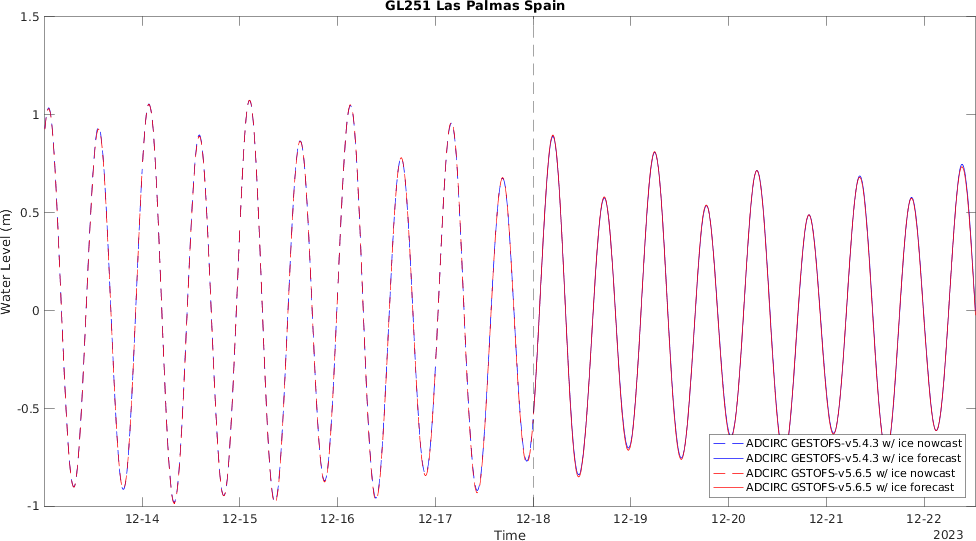 GL251 Las Palmas Spain
1.5
1
0.5
0
-0.5
-1
Water Level (m)
12-14
12-15
12-16
12-17
12-18
12-19
12-20
12-21
12-22
Time
2023
ADCIRC GESTOFS-v5.4.3 w/ ice nowcast
ADCIRC GESTOFS-v5.4.3 w/ ice forecast
ADCIRC GSTOFS-v5.6.5 w/ ice nowcast
ADCIRC GSTOFS-v5.6.5 w/ ice forecast